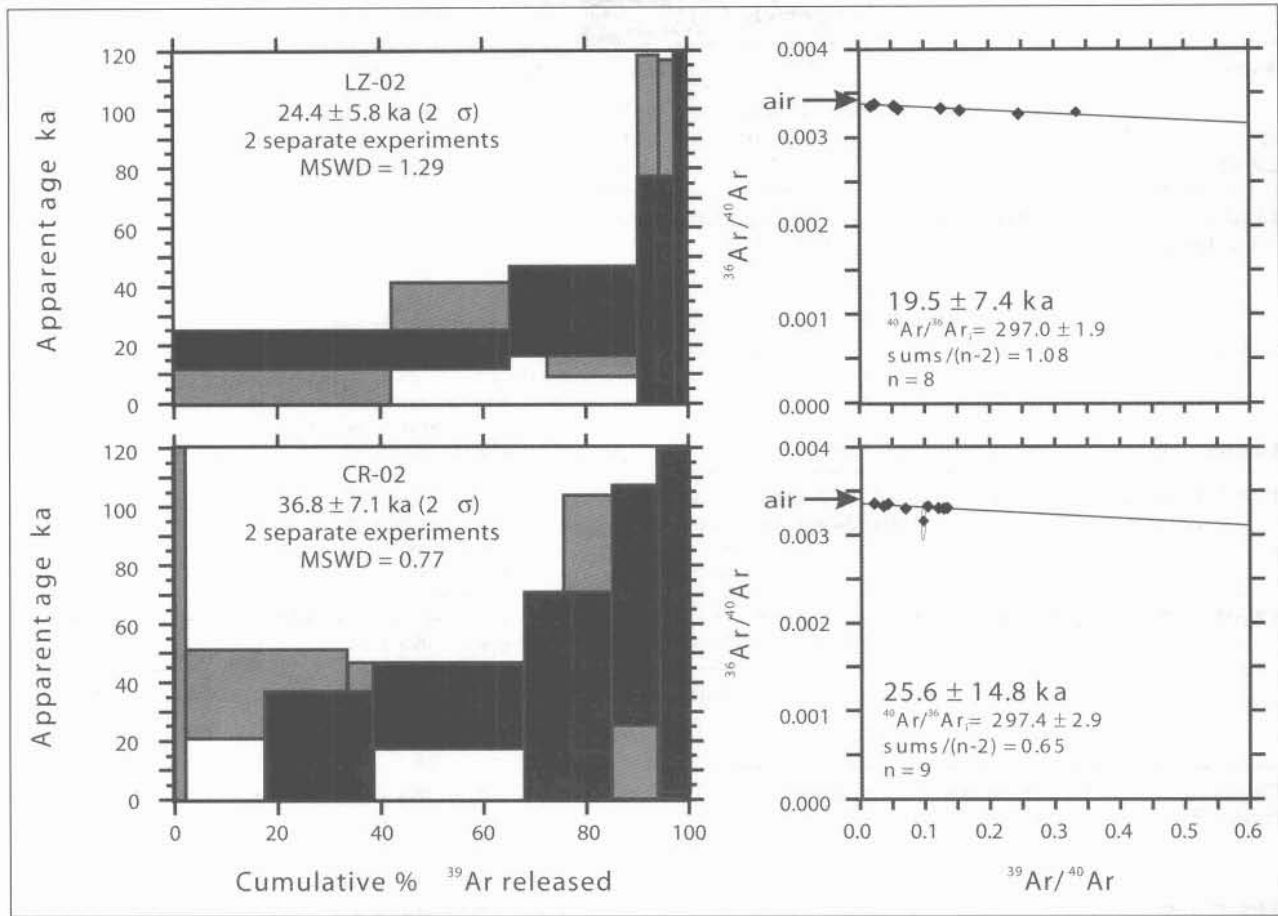 120
100
80
60
40
20
0
Apparent age ka
LZ-02
24.4 ± 5.8 ka (2 σ)
2 separate experiments
MSWD = 1.29
0.004
0.003
0.002
0.001
0.000
air
³⁶Ar/⁴⁰Ar
19.5 ± 7.4 ka
⁴⁰Ar/³⁶Arᵢ= 297.0 ± 1.9
sums/(n-2) = 1.08
n = 8
120
100
80
60
40
20
0
Apparent age ka
CR-02
36.8 ± 7.1 ka (2 σ)
2 separate experiments
MSWD = 0.77
0 20 40 60 80 100
Cumulative % ³⁹Ar released
0.004
0.003
0.002
0.001
0.000
air
³⁶Ar/⁴⁰Ar
25.6 ± 14.8 ka
⁴⁰Ar/³⁶Arᵢ= 297.4 ± 2.9
sums/(n-2) = 0.65
n = 9
0.0 0.1 0.2 0.3 0.4 0.5 0.6
³⁹Ar/⁴⁰Ar